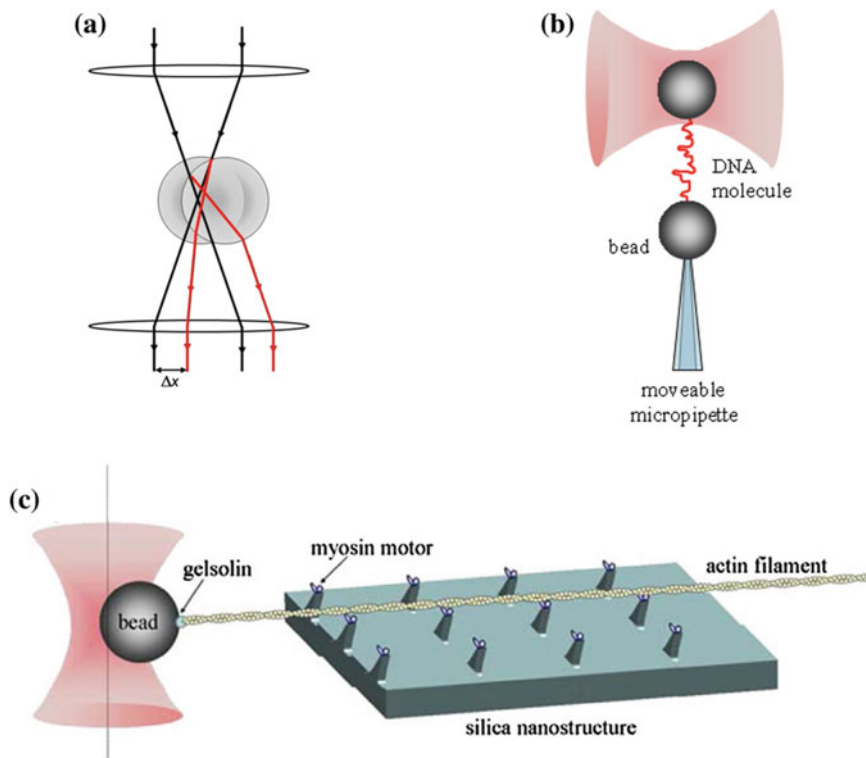 (a)
Δx
(b)
DNA
molecule
bead
moveable
micropipette
(c)
gelsolin
myosin motor
actin filament
bead
silica nanostructure